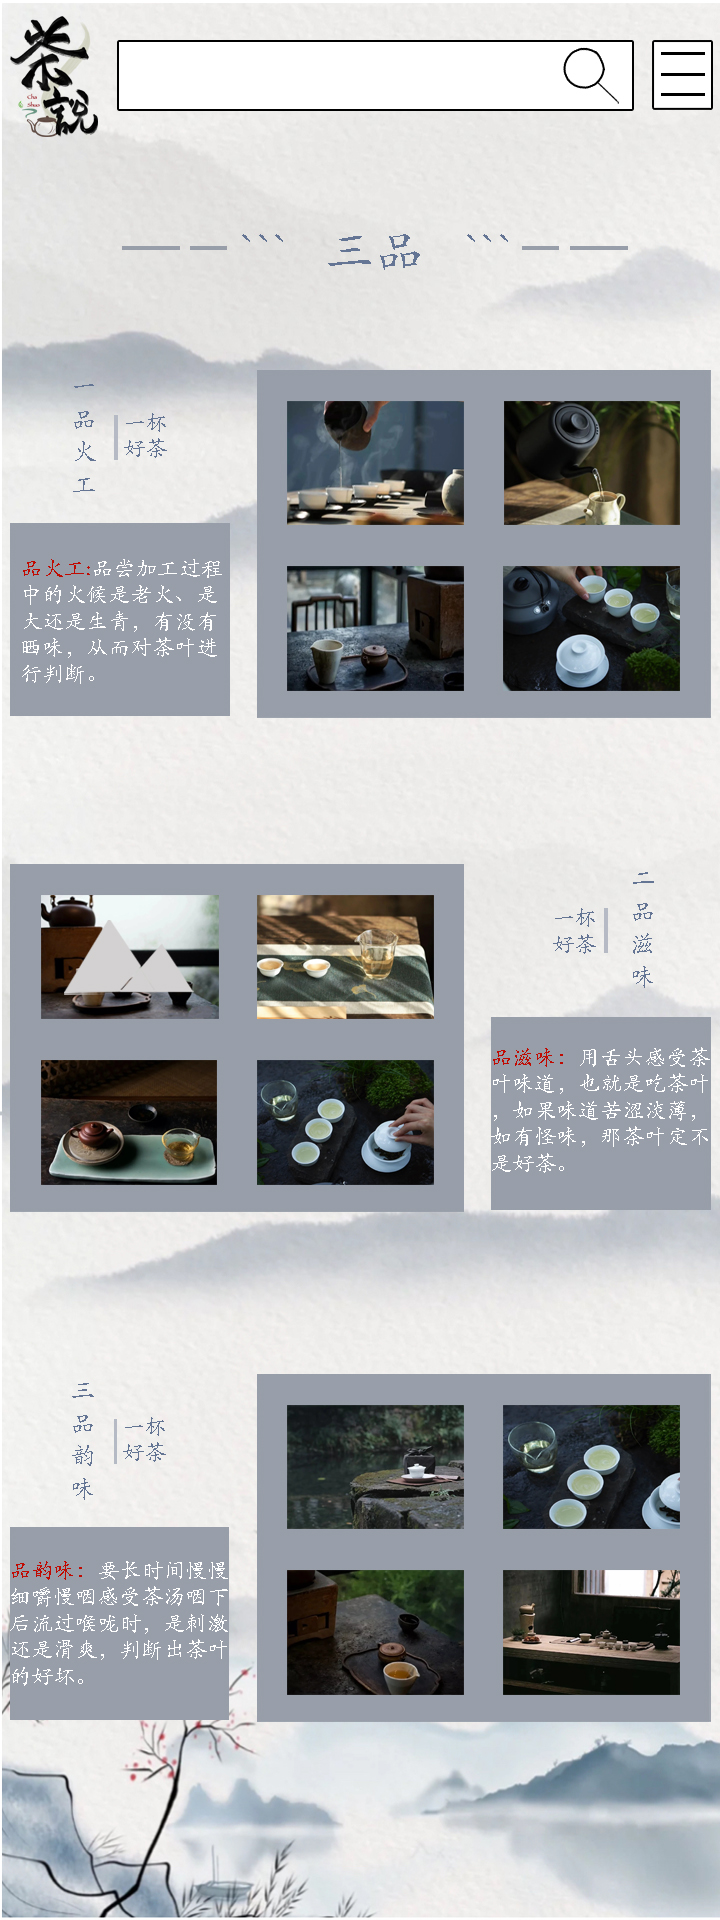 茶
Cha
Shuo
説
``` 三品 ```
一品火工
一杯
好茶
品火工:品尝加工过程
中的火候是老火、是
大还是生青，有没有
晒味，从而对茶叶进
行判断。
二品滋味
一杯
好茶
品滋味：用舌头感受茶
叶味道，也就是吃茶叶
，如果味道苦涩淡薄，
如有怪味，那茶叶定不
是好茶。
三品韵味
一杯
好茶
品韵味：要长时间慢慢
细嚼慢咽感受茶汤咽下
后流过喉咙时，是刺激
还是滑爽，判断出茶叶
的好坏。